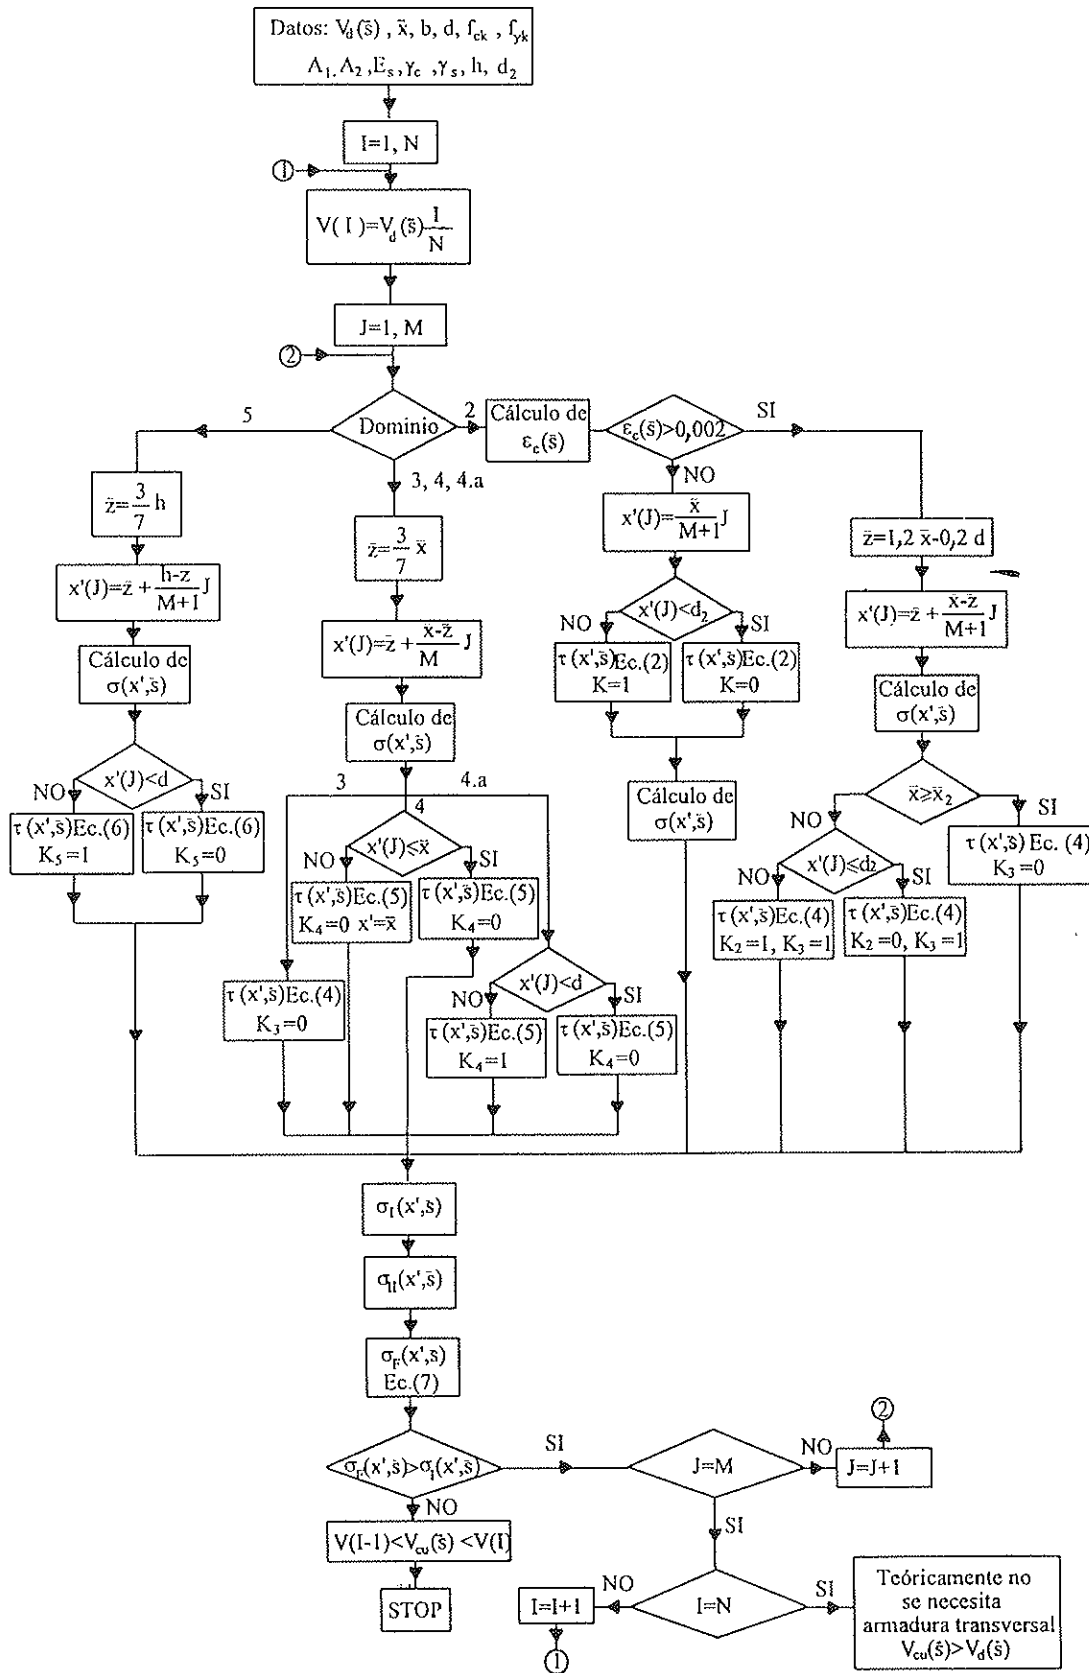 Datos: V_d(s̄) , x̄, b, d, f_ck , f_yk
A_1, A_2 , E_s, γ_c , γ_s, h, d_2
I=1, N
①
V( I )=V_d(s̄) I/N
J=1, M
②
Dominio
5
2
3, 4, 4.a
Cálculo de
ε_c(s̄)
ε_c(s̄)>0,002
SI
NO
z̄=3/7 h
x'(J)=z̄ + (h-z)/(M+1) J
Cálculo de
σ(x',s̄)
x'(J)<d
NO
SI
τ(x',s̄)Ec.(6)
K_5=1
τ(x',s̄)Ec.(6)
K_5=0
z̄=3/7 x̄
x'(J)=z̄ + (x̄-z̄)/M J
Cálculo de
σ(x',s̄)
3
4
4.a
x'(J)≤x̄
NO
SI
τ(x',s̄)Ec.(5)
K_4=0 x'=x̄
τ(x',s̄)Ec.(5)
K_4=0
τ(x',s̄)Ec.(4)
K_3=0
x'(J)<d
NO
SI
τ(x',s̄)Ec.(5)
K_4=1
τ(x',s̄)Ec.(5)
K_4=0
x'(J)=x̄/(M+1) J
x'(J)<d_2
NO
SI
τ(x',s̄)Ec.(2)
K=1
τ(x',s̄)Ec.(2)
K=0
Cálculo de
σ(x',s̄)
z̄=1,2 x̄-0,2 d
x'(J)=z̄ + (x̄-z̄)/(M+1) J
Cálculo de
σ(x',s̄)
x̄≥x̄_2
NO
SI
τ(x',s̄) Ec. (4)
K_3=0
x'(J)≤d_2
NO
SI
τ(x',s̄)Ec.(4)
K_2=1, K_3=1
τ(x',s̄)Ec.(4)
K_2=0, K_3=1
σ_I(x',s̄)
σ_II(x',s̄)
σ_F(x',s̄)
Ec.(7)
σ_F(x',s̄)>σ_I(x',s̄)
SI
NO
J=M
NO
J=J+1
②
SI
V(I-1)<V_cu(s̄) <V(I)
STOP
I=N
NO
I=I+1
①
SI
Teóricamente no
se necesita
armadura transversal
V_cu(s̄)>V_d(s̄)